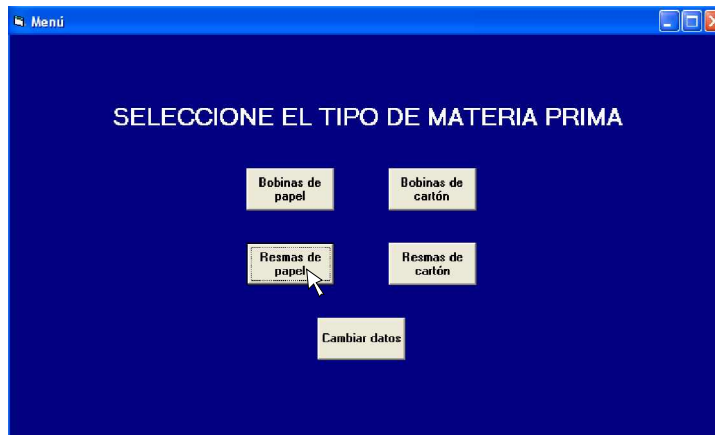 Menú
SELECCIONE EL TIPO DE MATERIA PRIMA
Bobinas de
papel
Bobinas de
cartón
Resmas de
papel
Resmas de
cartón
Cambiar datos